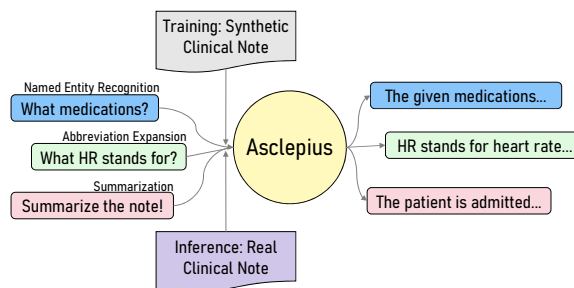 Training: Synthetic
Clinical Note
Named Entity Recognition
What medications?
Abbreviation Expansion
What HR stands for?
Summarization
Summarize the note!
Asclepius
The given medications...
HR stands for heart rate...
The patient is admitted...
Inference: Real
Clinical Note